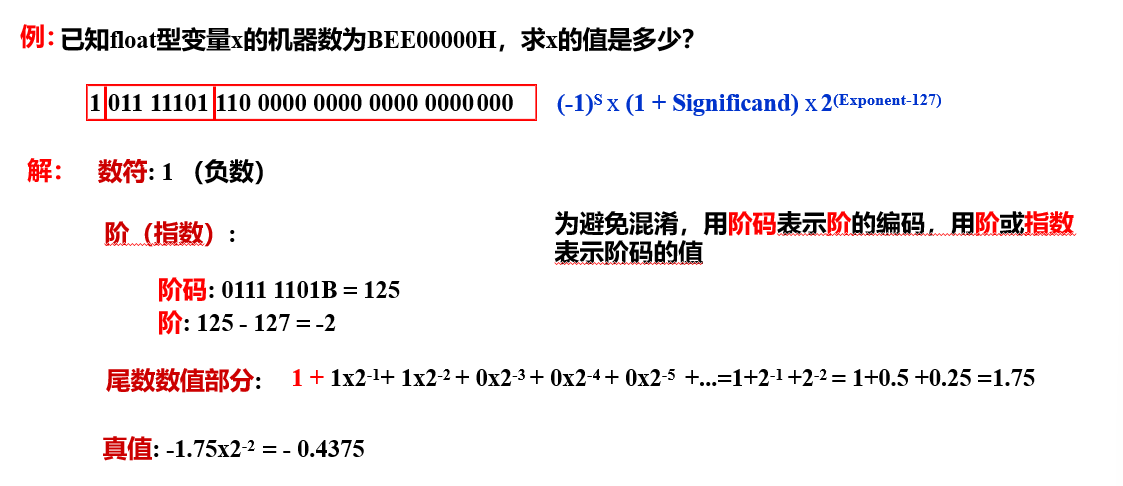 例：已知float型变量x的机器数为BEE00000H，求x的值是多少？
1 011 11101 110 0000 0000 0000 0000 000 (-1)ˢ x (1 + Significand) x 2⁽ᴱˣᵖᵒⁿᵉⁿᵗ⁻¹²⁷⁾
解： 数符: 1 （负数）
阶（指数）:
为避免混淆，用阶码表示阶的编码，用阶或指数
表示阶码的值
阶码: 0111 1101B = 125
阶: 125 - 127 = -2
尾数数值部分: 1 + 1x2⁻¹+ 1x2⁻² + 0x2⁻³ + 0x2⁻⁴ + 0x2⁻⁵ +...=1+2⁻¹ +2⁻² = 1+0.5 +0.25 =1.75
真值: -1.75x2⁻² = - 0.4375